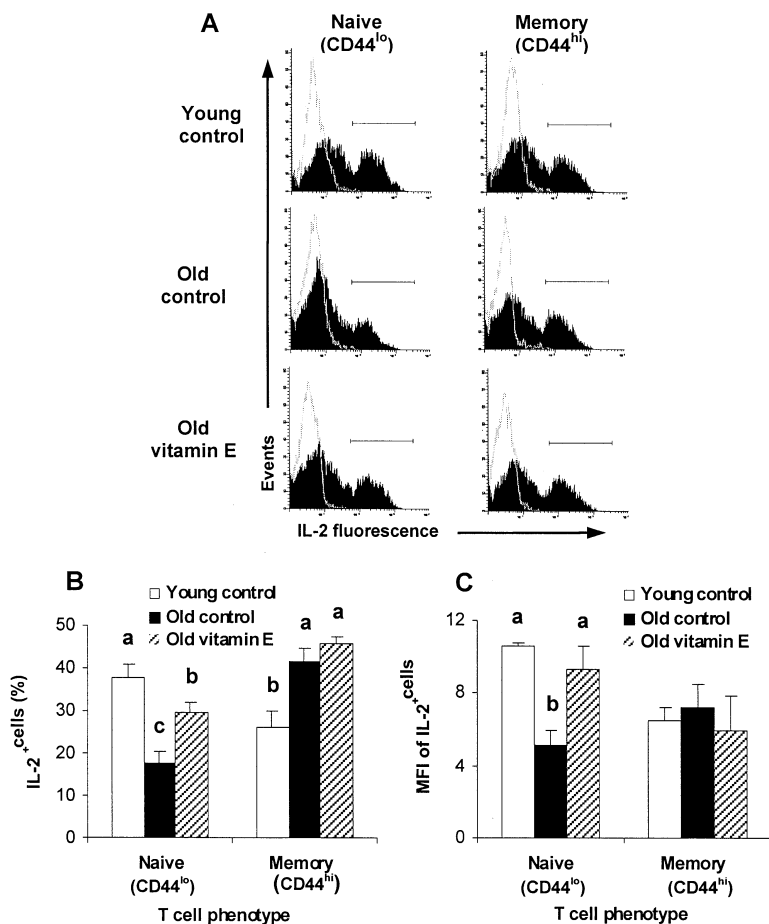 A
Naive
(CD44lo)
Memory
(CD44hi)
Young
control
Old
control
Old
vitamin E
Events
IL-2 fluorescence
B
Young control
Old control
Old vitamin E
50
40
30
20
10
0
IL-2+cells (%)
a
c
b
b
a
a
Naive
(CD44lo)
Memory
(CD44hi)
T cell phenotype
C
Young control
Old control
Old vitamin E
12
8
4
0
MFI of IL-2+cells
a
b
a
Naive
(CD44lo)
Memory
(CD44hi)
T cell phenotype